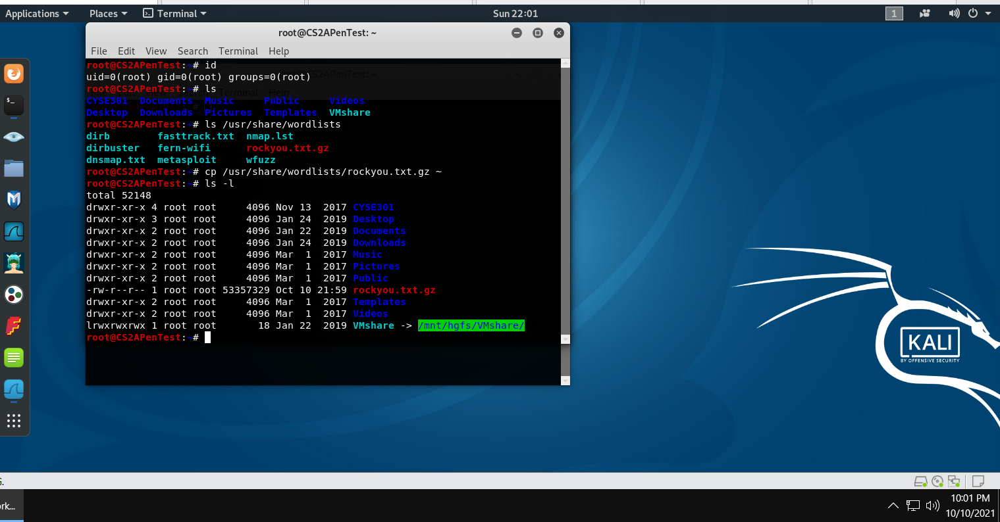 Applications Places Terminal Sun 22:01 1
root@CS2APenTest: ~
File Edit View Search Terminal Help
root@CS2APenTest:~# id
uid=0(root) gid=0(root) groups=0(root)
root@CS2APenTest:~# ls
CYSE301 Documents Music Public Videos
Desktop Downloads Pictures Templates VMshare
root@CS2APenTest:~# ls /usr/share/wordlists
dirb fasttrack.txt nmap.lst
dirbuster fern-wifi rockyou.txt.gz
dnsmap.txt metasploit wfuzz
root@CS2APenTest:~# cp /usr/share/wordlists/rockyou.txt.gz ~
root@CS2APenTest:~# ls -l
total 52148
drwxr-xr-x 4 root root 4096 Nov 13 2017 CYSE301
drwxr-xr-x 3 root root 4096 Jan 24 2019 Desktop
drwxr-xr-x 2 root root 4096 Jan 22 2019 Documents
drwxr-xr-x 2 root root 4096 Jan 24 2019 Downloads
drwxr-xr-x 2 root root 4096 Mar 1 2017 Music
drwxr-xr-x 2 root root 4096 Mar 1 2017 Pictures
drwxr-xr-x 2 root root 4096 Mar 1 2017 Public
-rw-r--r-- 1 root root 53357329 Oct 10 21:59 rockyou.txt.gz
drwxr-xr-x 2 root root 4096 Mar 1 2017 Templates
drwxr-xr-x 2 root root 4096 Mar 1 2017 Videos
lrwxrwxrwx 1 root root 18 Jan 22 2019 VMshare -> /mnt/hgfs/VMshare/
root@CS2APenTest:~#
KALI
BY OFFENSIVE SECURITY
ork...
10:01 PM
10/10/2021